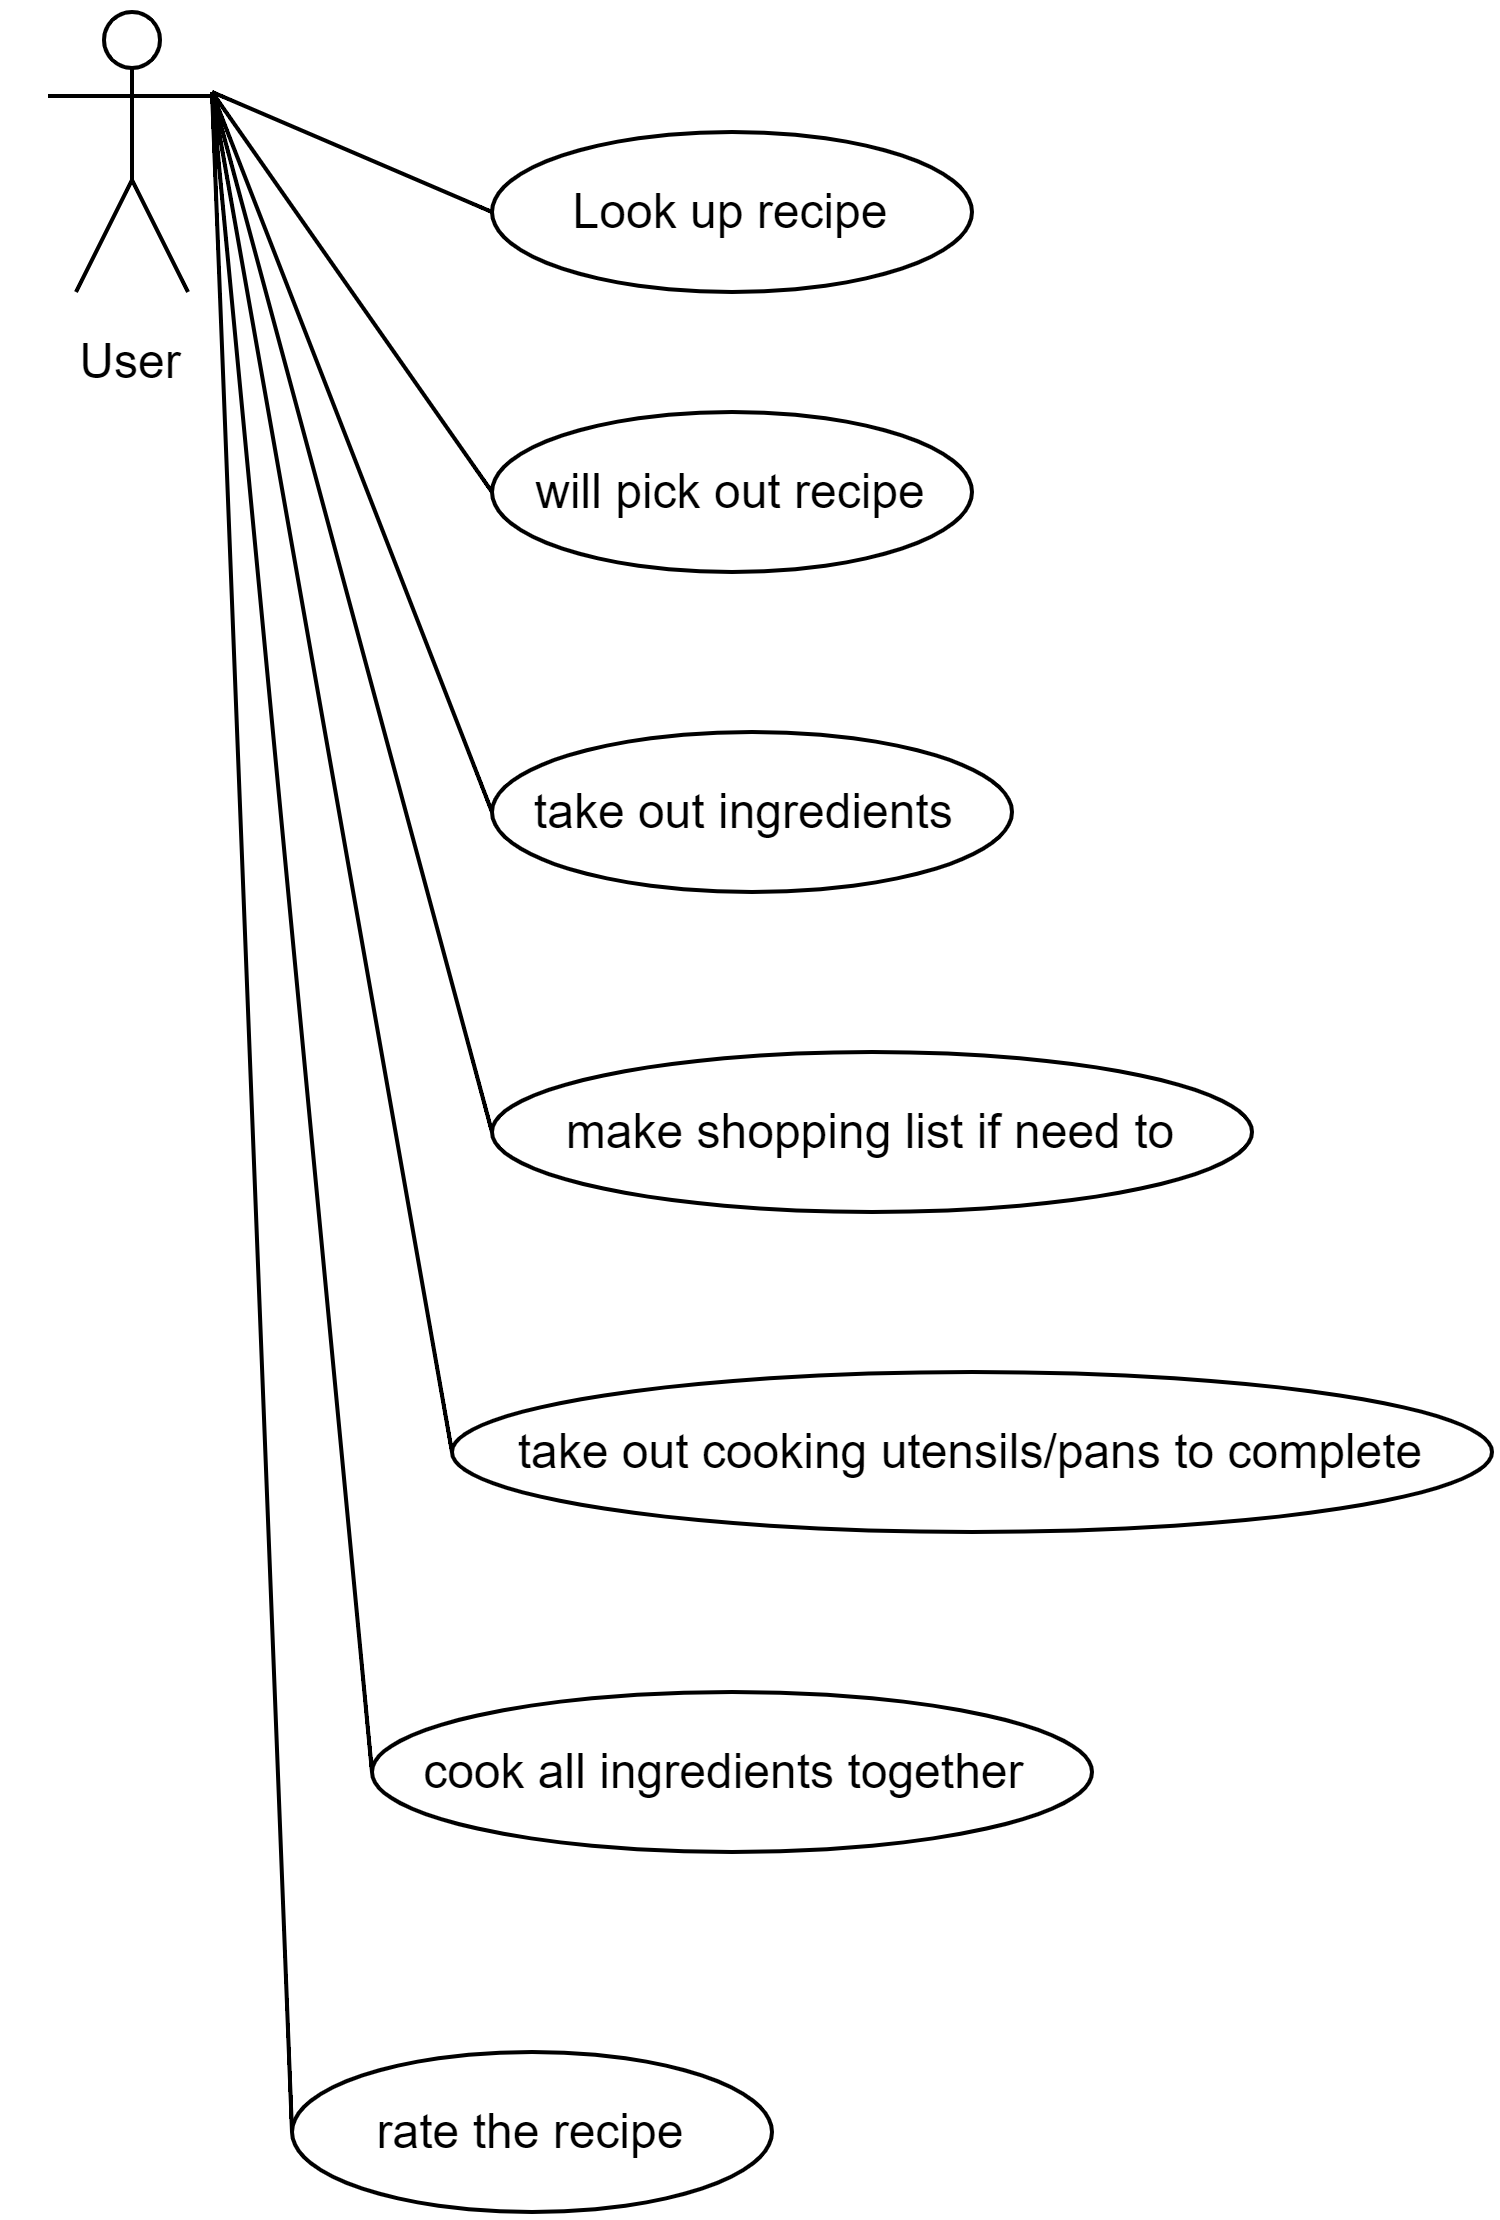 User
Look up recipe
will pick out recipe
take out ingredients
make shopping list if need to
take out cooking utensils/pans to complete
cook all ingredients together
rate the recipe